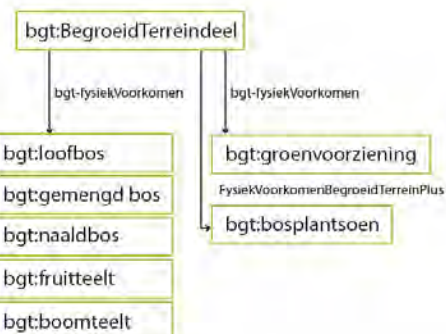 bgt:BegroeidTerreindeel
bgt-fysiekVoorkomen
bgt-fysiekVoorkomen
bgt:loofbos
bgt:gemengd bos
bgt:naaldbos
bgt:fruitteelt
bgt:boomteelt
bgt:groenvoorziening
FysiekVoorkomenBegroeidTerreinPlus
bgt:bosplantsoen